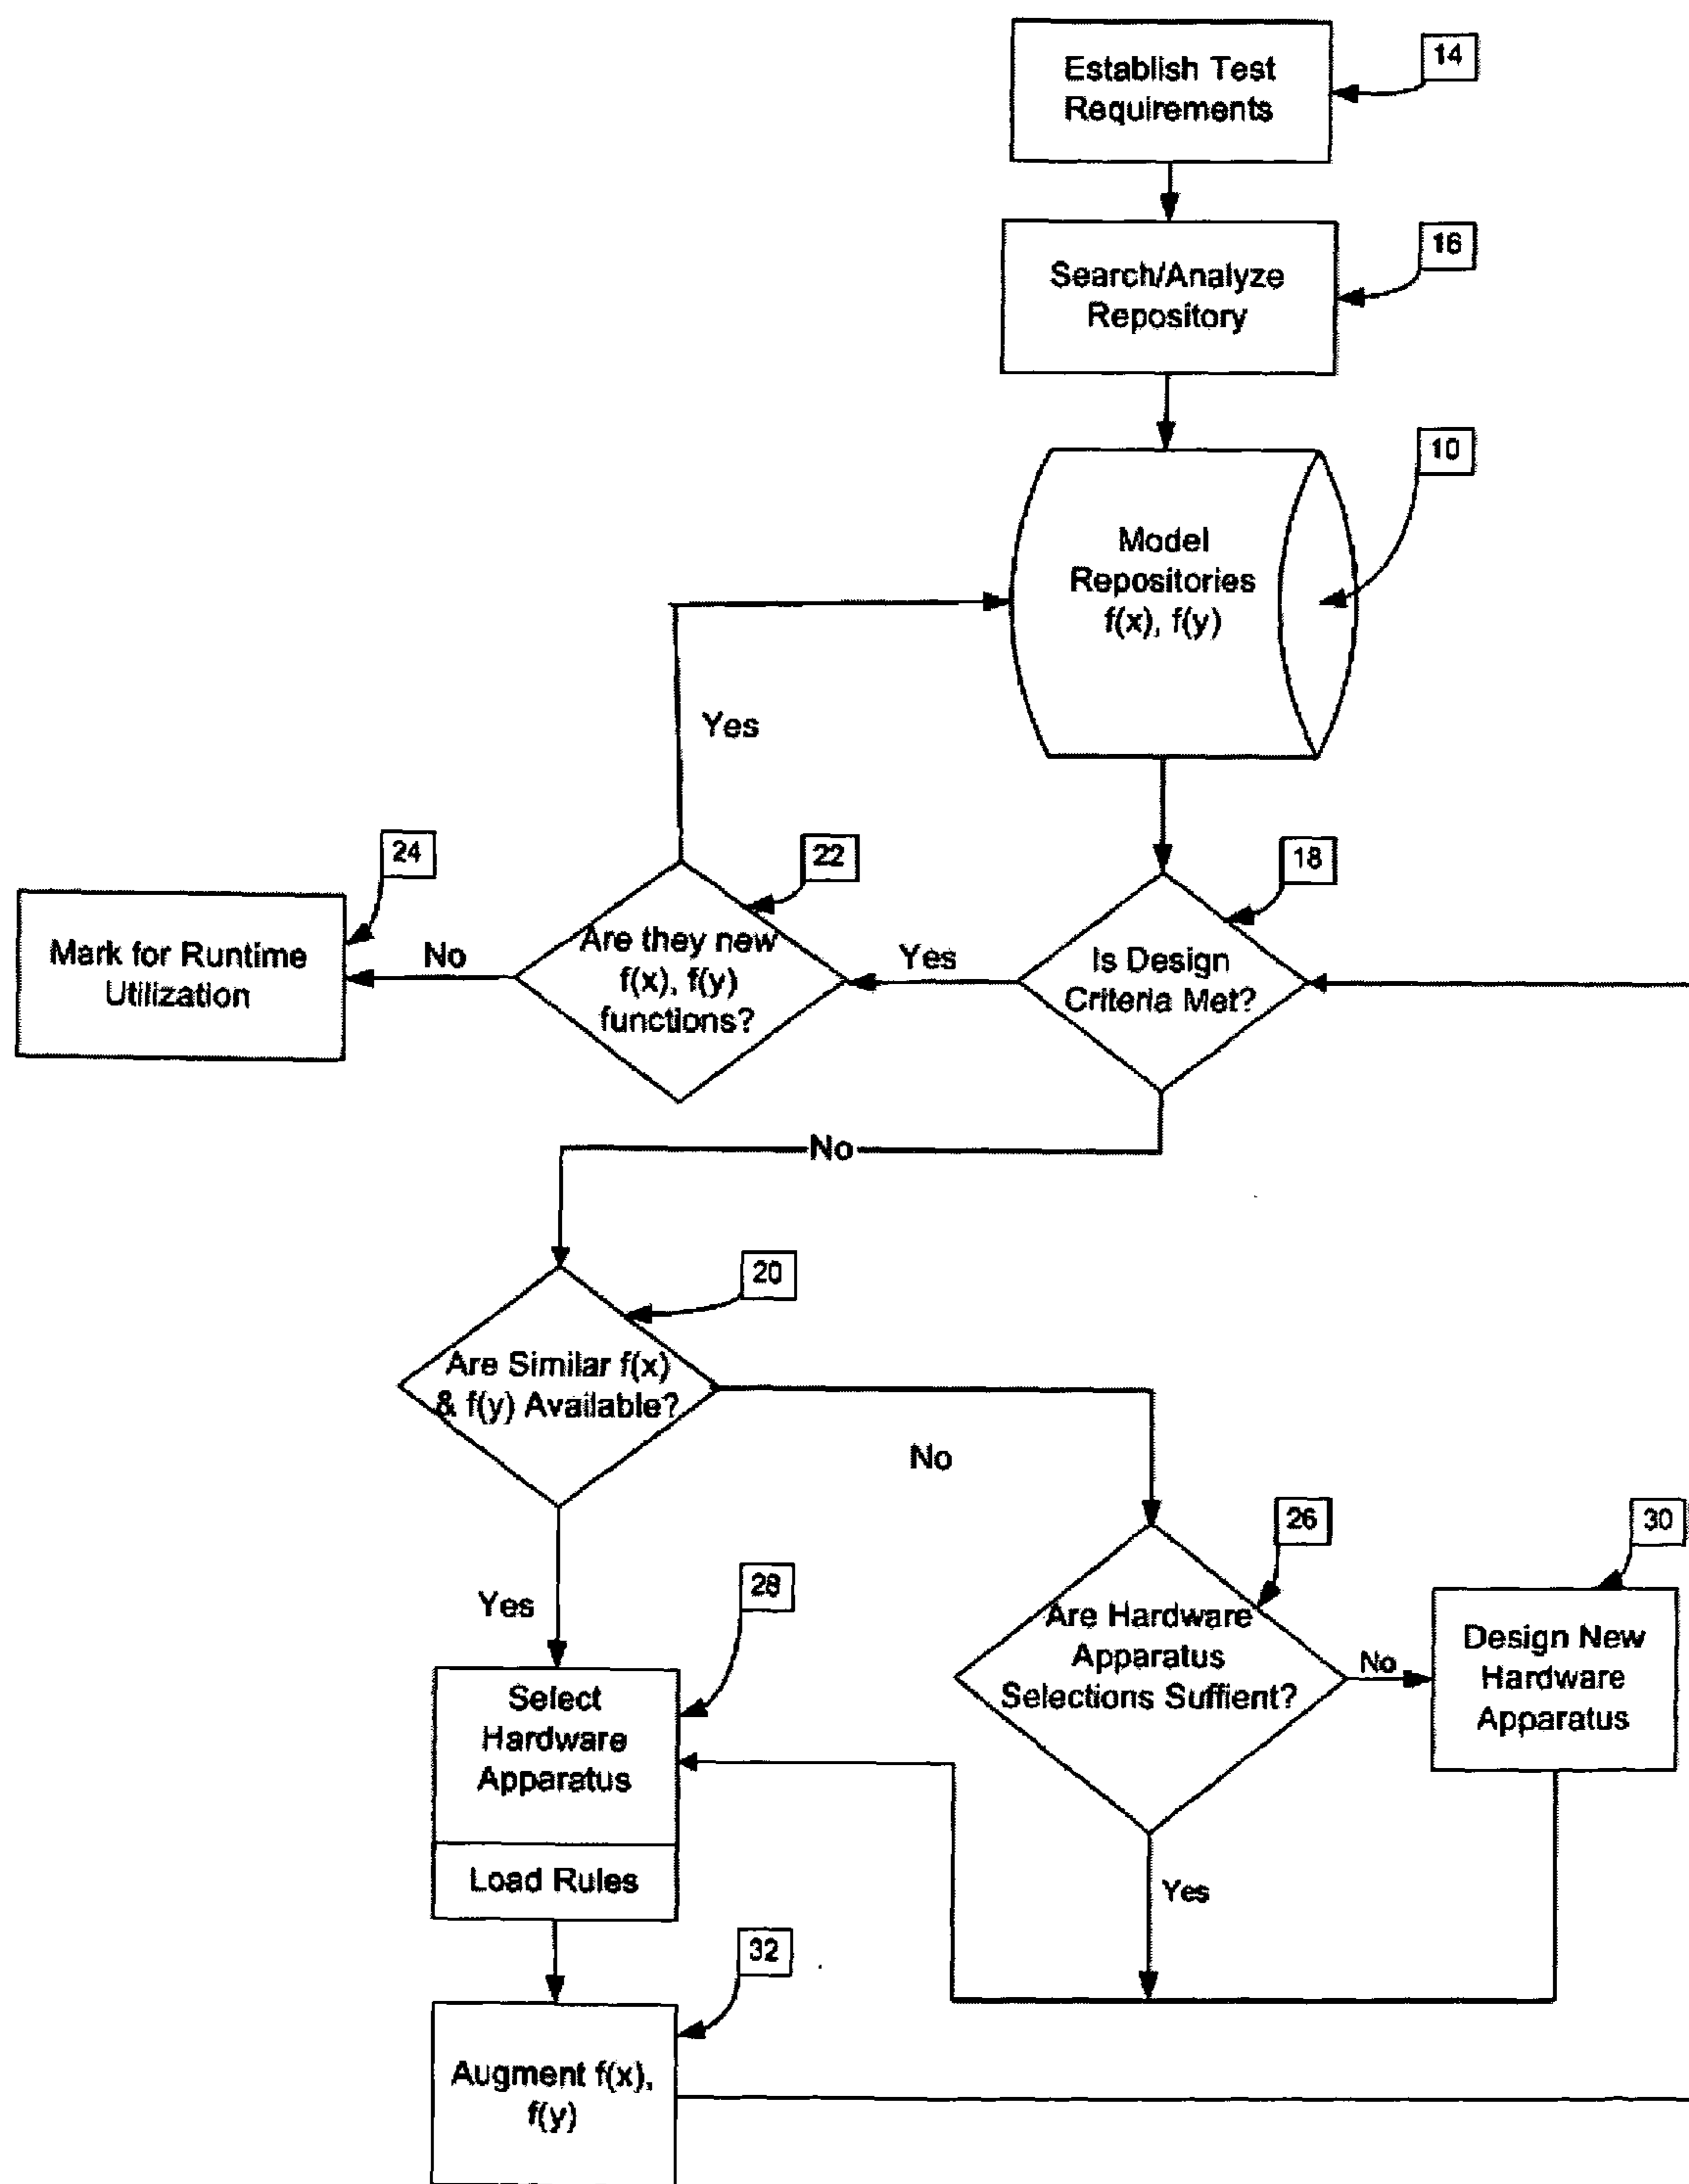 Establish Test
Requirements
14
Search/Analyze
Repository
16
Model
Repositories
f(x), f(y)
10
Yes
24
22
18
Mark for Runtime
Utilization
No
Are they new
f(x), f(y)
functions?
Yes
Is Design
Criteria Met?
No
20
Are Similar f(x)
& f(y) Available?
No
26
30
Yes
28
Are Hardware
Apparatus
Selections Suffient?
No
Design New
Hardware
Apparatus
Select
Hardware
Apparatus
Load Rules
Yes
32
Augment f(x),
f(y)